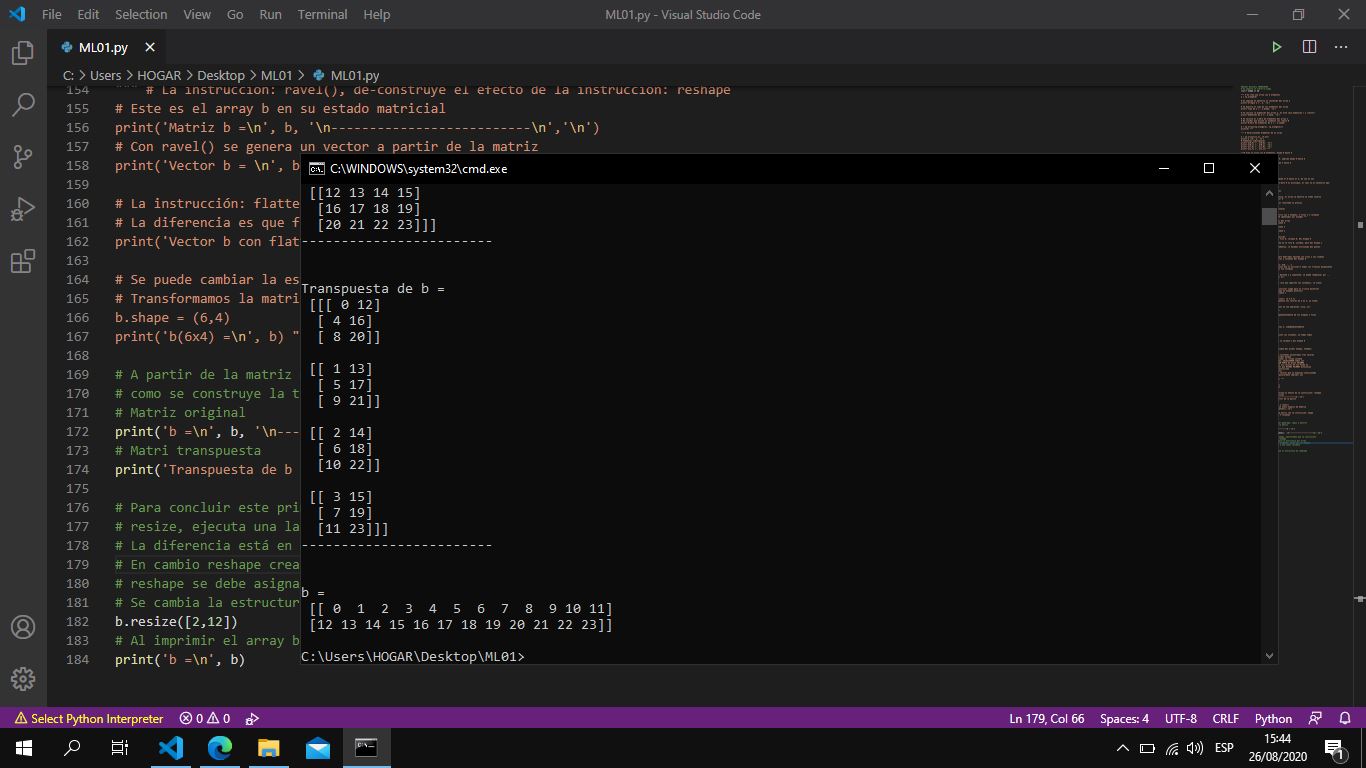 File Edit Selection View Go Run Terminal Help
ML01.py - Visual Studio Code
ML01.py
C: > Users > HOGAR > Desktop > ML01 > ML01.py
154 # La instrucción: ravel(), de-construye el efecto de la instrucción: reshape
155 # Este es el array b en su estado matricial
156 print('Matriz b =\n', b, '\n-------------------------\n','\n')
157 # Con ravel() se genera un vector a partir de la matriz
158 print('Vector b = \n', b
159
160 # La instrucción: flatte
161 # La diferencia es que f
162 print('Vector b con flat
163
164 # Se puede cambiar la es
165 # Transformamos la matri
166 b.shape = (6,4)
167 print('b(6x4) =\n', b) "
168
169 # A partir de la matriz
170 # como se construye la t
171 # Matriz original
172 print('b =\n', b, '\n---
173 # Matri transpuesta
174 print('Transpuesta de b
175
176 # Para concluir este pri
177 # resize, ejecuta una la
178 # La diferencia está en
179 # En cambio reshape crea
180 # reshape se debe asigna
181 # Se cambia la estructur
182 b.resize([2,12])
183 # Al imprimir el array b
184 print('b =\n', b)
C:\WINDOWS\system32\cmd.exe
[[12 13 14 15]
[16 17 18 19]
[20 21 22 23]]]
------------------------
Transpuesta de b =
[[[ 0 12]
[ 4 16]
[ 8 20]]
[[ 1 13]
[ 5 17]
[ 9 21]]
[[ 2 14]
[ 6 18]
[10 22]]
[[ 3 15]
[ 7 19]
[11 23]]]
------------------------
b =
[[ 0 1 2 3 4 5 6 7 8 9 10 11]
[12 13 14 15 16 17 18 19 20 21 22 23]]
C:\Users\HOGAR\Desktop\ML01>
Select Python Interpreter 0 0
Ln 179, Col 66 Spaces: 4 UTF-8 CRLF Python
ESP
15:44
26/08/2020
1